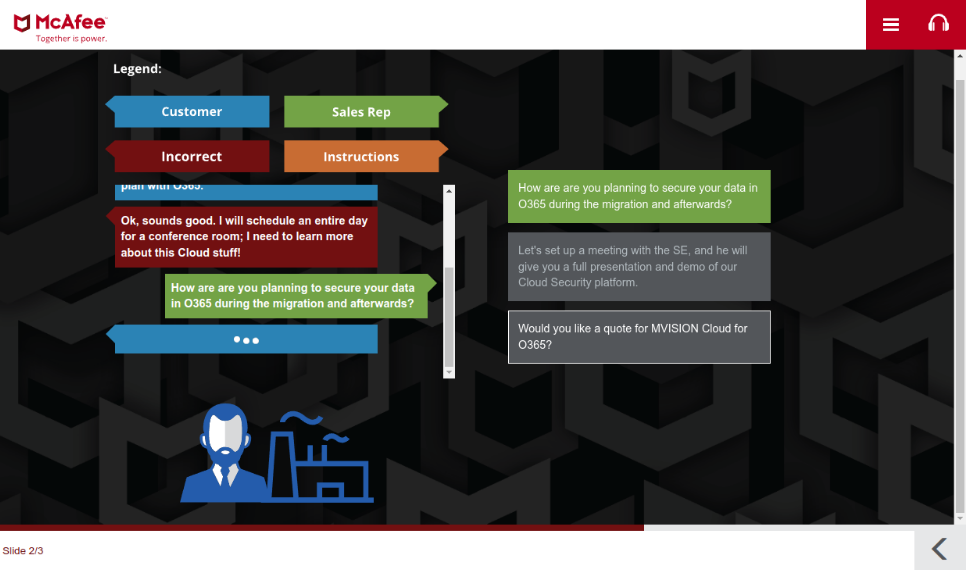 McAfee
Together is power.
Legend:
Customer
Sales Rep
Incorrect
Instructions
plan with O365.
Ok, sounds good. I will schedule an entire day
for a conference room; I need to learn more
about this Cloud stuff!
How are are you planning to secure your data
in O365 during the migration and afterwards?
How are are you planning to secure your data in
O365 during the migration and afterwards?
Let's set up a meeting with the SE, and he will
give you a full presentation and demo of our
Cloud Security platform.
Would you like a quote for MVISION Cloud for
O365?
Slide 2/3